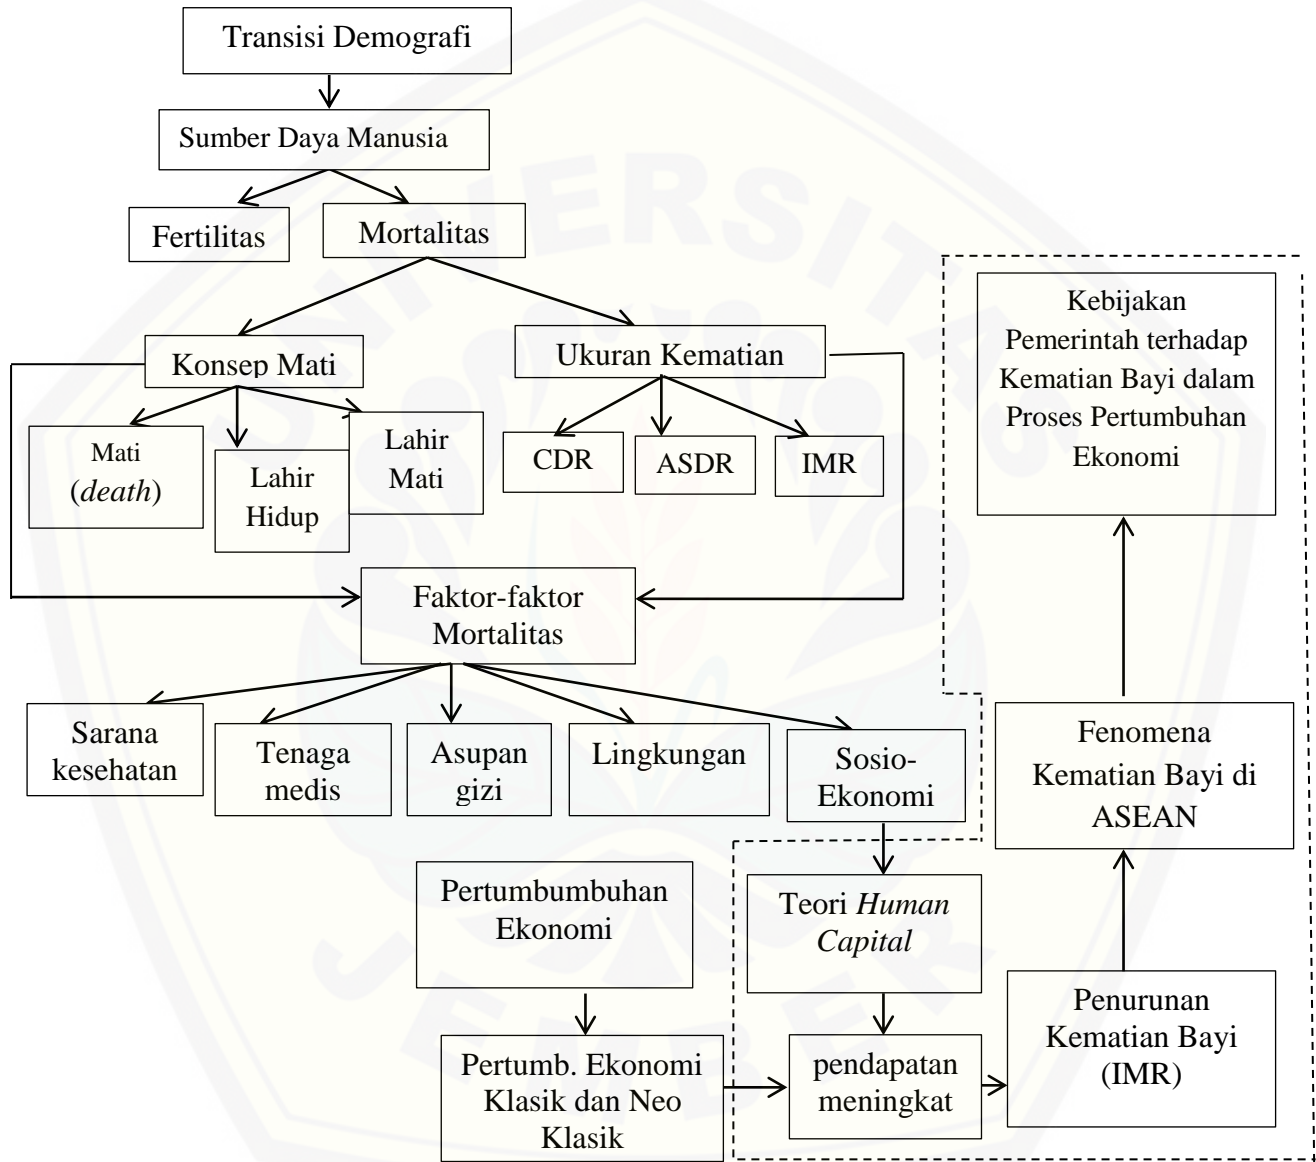 Transisi Demografi
Sumber Daya Manusia
Fertilitas
Mortalitas
Konsep Mati
Ukuran Kematian
Mati
(death)
Lahir
Hidup
Lahir
Mati
CDR
ASDR
IMR
Kebijakan
Pemerintah terhadap
Kematian Bayi dalam
Proses Pertumbuhan
Ekonomi
Faktor-faktor
Mortalitas
Sarana
kesehatan
Tenaga
medis
Asupan
gizi
Lingkungan
Sosio-
Ekonomi
Fenomena
Kematian Bayi di
ASEAN
Pertumbumbuhan
Ekonomi
Teori Human
Capital
Penurunan
Kematian Bayi
(IMR)
Pertumb. Ekonomi
Klasik dan Neo
Klasik
pendapatan
meningkat
UNIVERSITAS
JEMBER